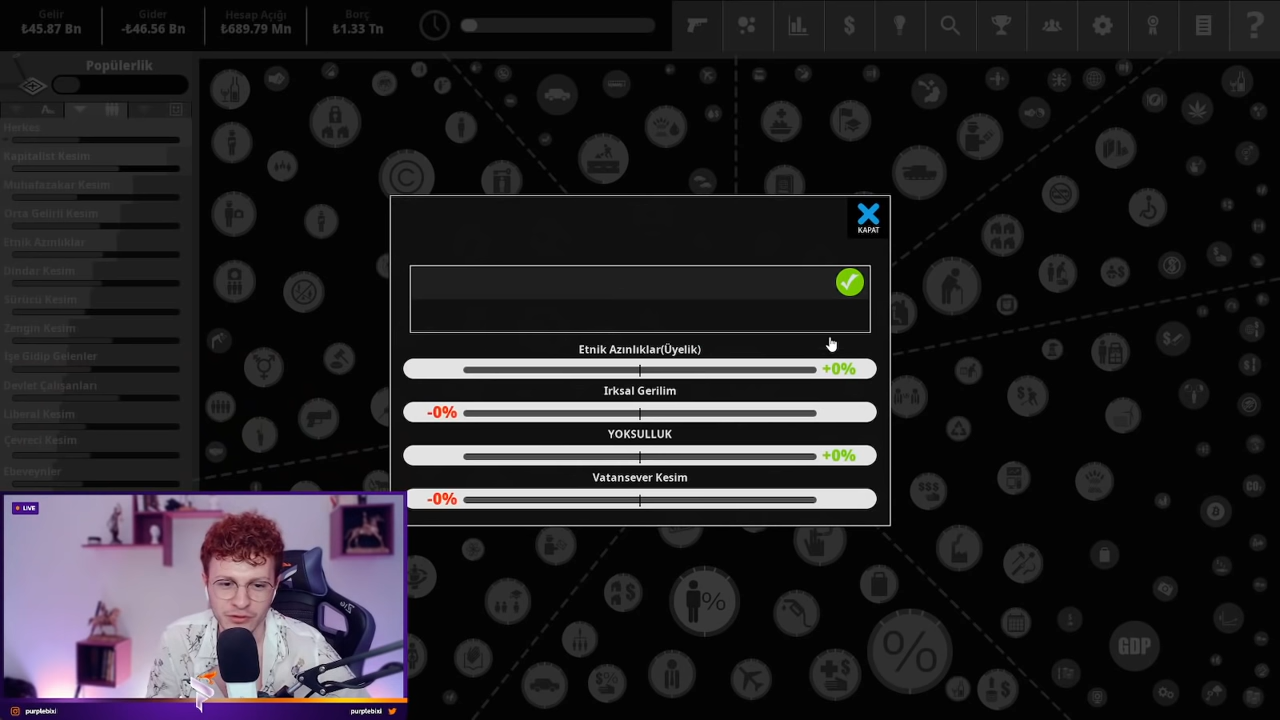 Gelir
₺45.87 Bn
Gider
-₺46.56 Bn
Hesap Açığı
₺689.79 Mn
Borç
₺1.33 Tn
?
Popülerlik
Herkes
Kapitalist Kesim
Muhafazakar Kesim
Orta Gelirli Kesim
Etnik Azınlıklar
Dindar Kesim
Sürücü Kesim
Zengin Kesim
İşe Gidip Gelenler
Devlet Çalışanları
Liberal Kesim
Çevreci Kesim
Ebeveynler
KAPAT
Etnik Azınlıklar(Üyelik)
+0%
Irksal Gerilim
-0%
YOKSULLUK
+0%
Vatansever Kesim
-0%
GDP
LIVE
purplebixi
purplebixi